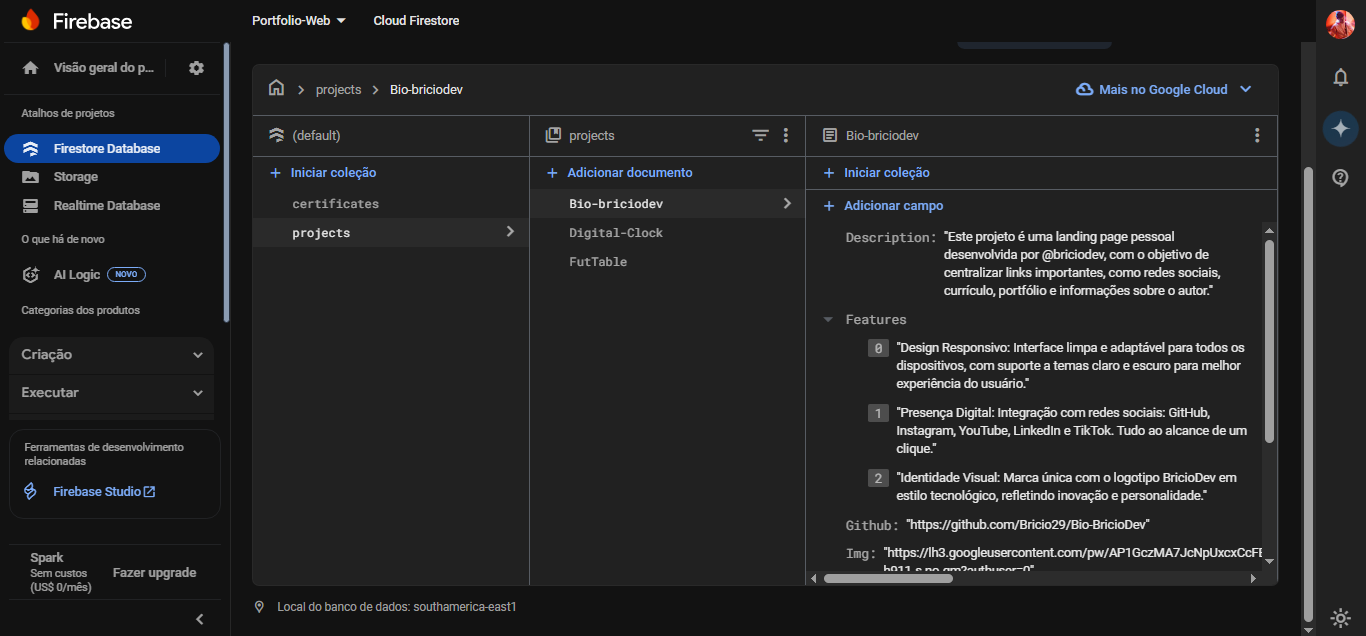 Firebase
Portfolio-Web
Cloud Firestore
Visão geral do p...
Atalhos de projetos
Firestore Database
Storage
Realtime Database
O que há de novo
AI Logic NOVO
Categorias dos produtos
Criação
Executar
Ferramentas de desenvolvimento
relacionadas
Firebase Studio
Spark
Sem custos
(US$ 0/mês)
Fazer upgrade
projects
Bio-briciodev
Mais no Google Cloud
(default)
Iniciar coleção
certificates
projects
projects
Adicionar documento
Bio-briciodev
Digital-Clock
FutTable
Bio-briciodev
Iniciar coleção
Adicionar campo
Description: "Este projeto é uma landing page pessoal
desenvolvida por @briciodev, com o objetivo de
centralizar links importantes, como redes sociais,
currículo, portfólio e informações sobre o autor."
Features
0 "Design Responsivo: Interface limpa e adaptável para todos os
dispositivos, com suporte a temas claro e escuro para melhor
experiência do usuário."
1 "Presença Digital: Integração com redes sociais: GitHub,
Instagram, YouTube, LinkedIn e TikTok. Tudo ao alcance de um
clique."
2 "Identidade Visual: Marca única com o logotipo BricioDev em
estilo tecnológico, refletindo inovação e personalidade."
Github: "https://github.com/Bricio29/Bio-BricioDev"
Img: "https://lh3.googleusercontent.com/pw/AP1GczMA7JcNpUxcxCcFE
h911-s-no-gm?authuser=0"
Local do banco de dados: southamerica-east1